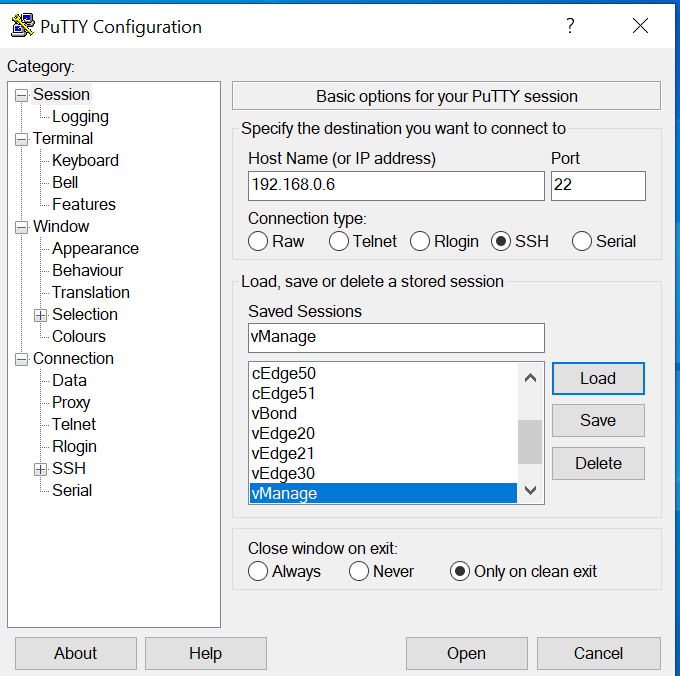 PuTTY Configuration
?
Category:
Session
Logging
Terminal
Keyboard
Bell
Features
Window
Appearance
Behaviour
Translation
Selection
Colours
Connection
Data
Proxy
Telnet
Rlogin
SSH
Serial
Basic options for your PuTTY session
Specify the destination you want to connect to
Host Name (or IP address) Port
192.168.0.6 22
Connection type:
Raw Telnet Rlogin SSH Serial
Load, save or delete a stored session
Saved Sessions
vManage
cEdge50
cEdge51
vBond
vEdge20
vEdge21
vEdge30
vManage
Load
Save
Delete
Close window on exit:
Always Never Only on clean exit
About Help Open Cancel